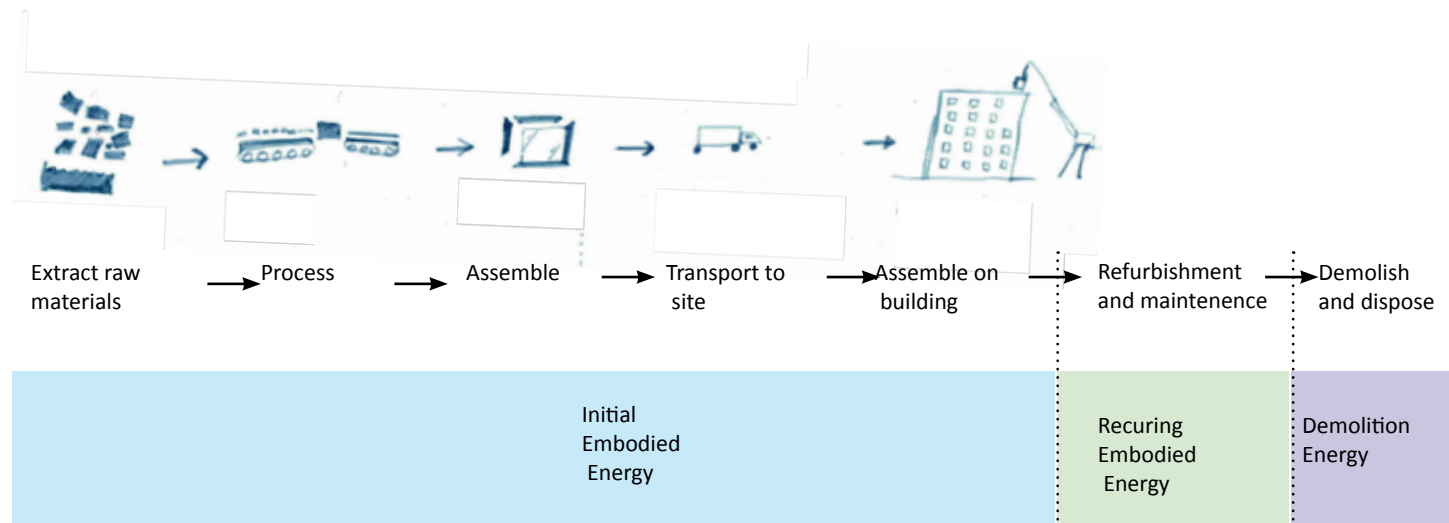 Extract raw
materials
Process
Assemble
Transport to
site
Assemble on
building
Refurbishment
and maintenence
Demolish
and dispose
Initial
Embodied
Energy
Recuring
Embodied
Energy
Demolition
Energy